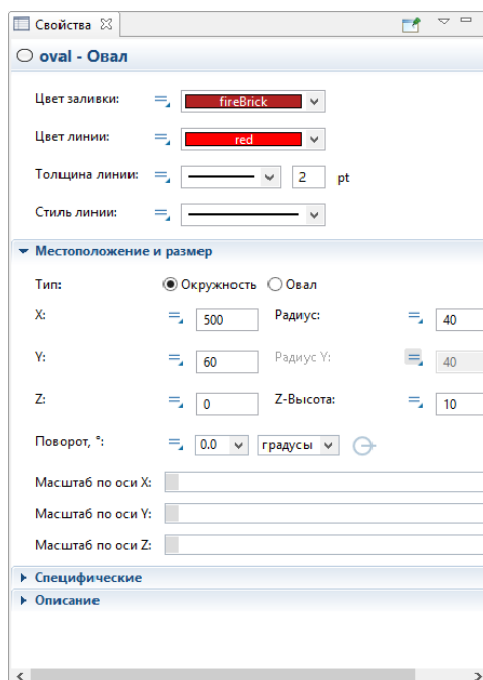 Свойства
oval - Овал
Цвет заливки: fireBrick
Цвет линии: red
Толщина линии: 2 pt
Стиль линии:
Местоположение и размер
Тип: Окружность Овал
X: 500 Радиус: 40
Y: 60 Радиус Y: 40
Z: 0 Z-Высота: 10
Поворот, °: 0.0 градусы
Масштаб по оси X:
Масштаб по оси Y:
Масштаб по оси Z:
Специфические
Описание